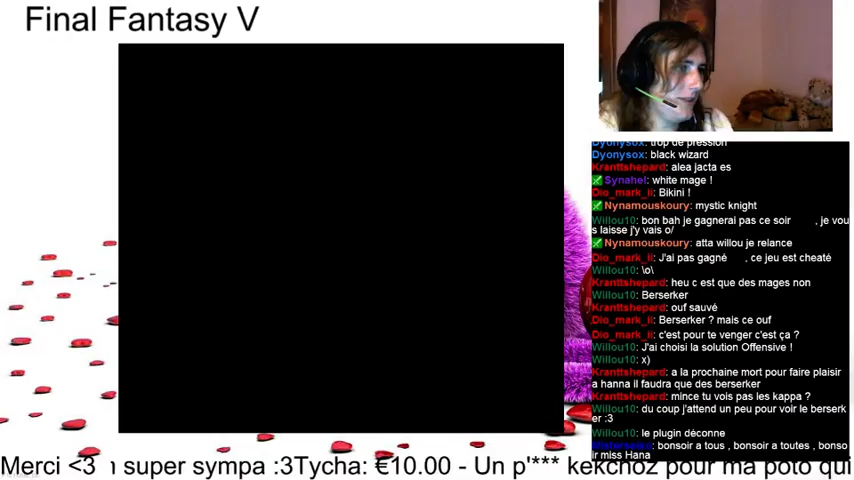 Final Fantasy V
Dyonysox: trop de pression
Dyonysox: black wizard
Kranttshepard: alea jacta es
Synahel: white mage !
Dio_mark_ii: Bikini !
Nynamouskoury: mystic knight
Willou10: bon bah je gagnerai pas ce soir , je vou
s laisse j'y vais o/
Nynamouskoury: atta willou je relance
Dio_mark_ii: J'ai pas gagné , ce jeu est cheaté
Willou10: \o\
Kranttshepard: heu c est que des mages non
Willou10: Berserker
Kranttshepard: ouf sauvé
Dio_mark_ii: Berserker ? mais ce ouf
Dio_mark_ii: c'est pour te venger c'est ça ?
Willou10: J'ai choisi la solution Offensive !
Willou10: x)
Kranttshepard: a la prochaine mort pour faire plaisir
a hanna il faudra que des berserker
Kranttshepard: mince tu vois pas les kappa ?
Willou10: du coup j'attend un peu pour voir le berserk
er :3
Willou10: le plugin déconne
bonsoir a tous , bonsoir a toutes , bonso
ir miss Hana
Merci <3 super sympa :3Tycha: €10.00 - Un p'*** kekchoz pour ma poto qui